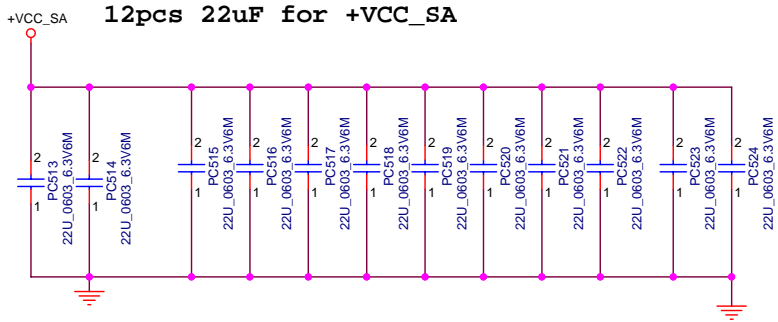 12pcs 22uF for +VCC_SA
+VCC_SA
2
1
PC513
22U_0603_6.3V6M
2
1
PC514
22U_0603_6.3V6M
2
1
PC515
22U_0603_6.3V6M
2
1
PC516
22U_0603_6.3V6M
2
1
PC517
22U_0603_6.3V6M
2
1
PC518
22U_0603_6.3V6M
2
1
PC519
22U_0603_6.3V6M
2
1
PC520
22U_0603_6.3V6M
2
1
PC521
22U_0603_6.3V6M
2
1
PC522
22U_0603_6.3V6M
2
1
PC523
22U_0603_6.3V6M
2
1
PC524
22U_0603_6.3V6M